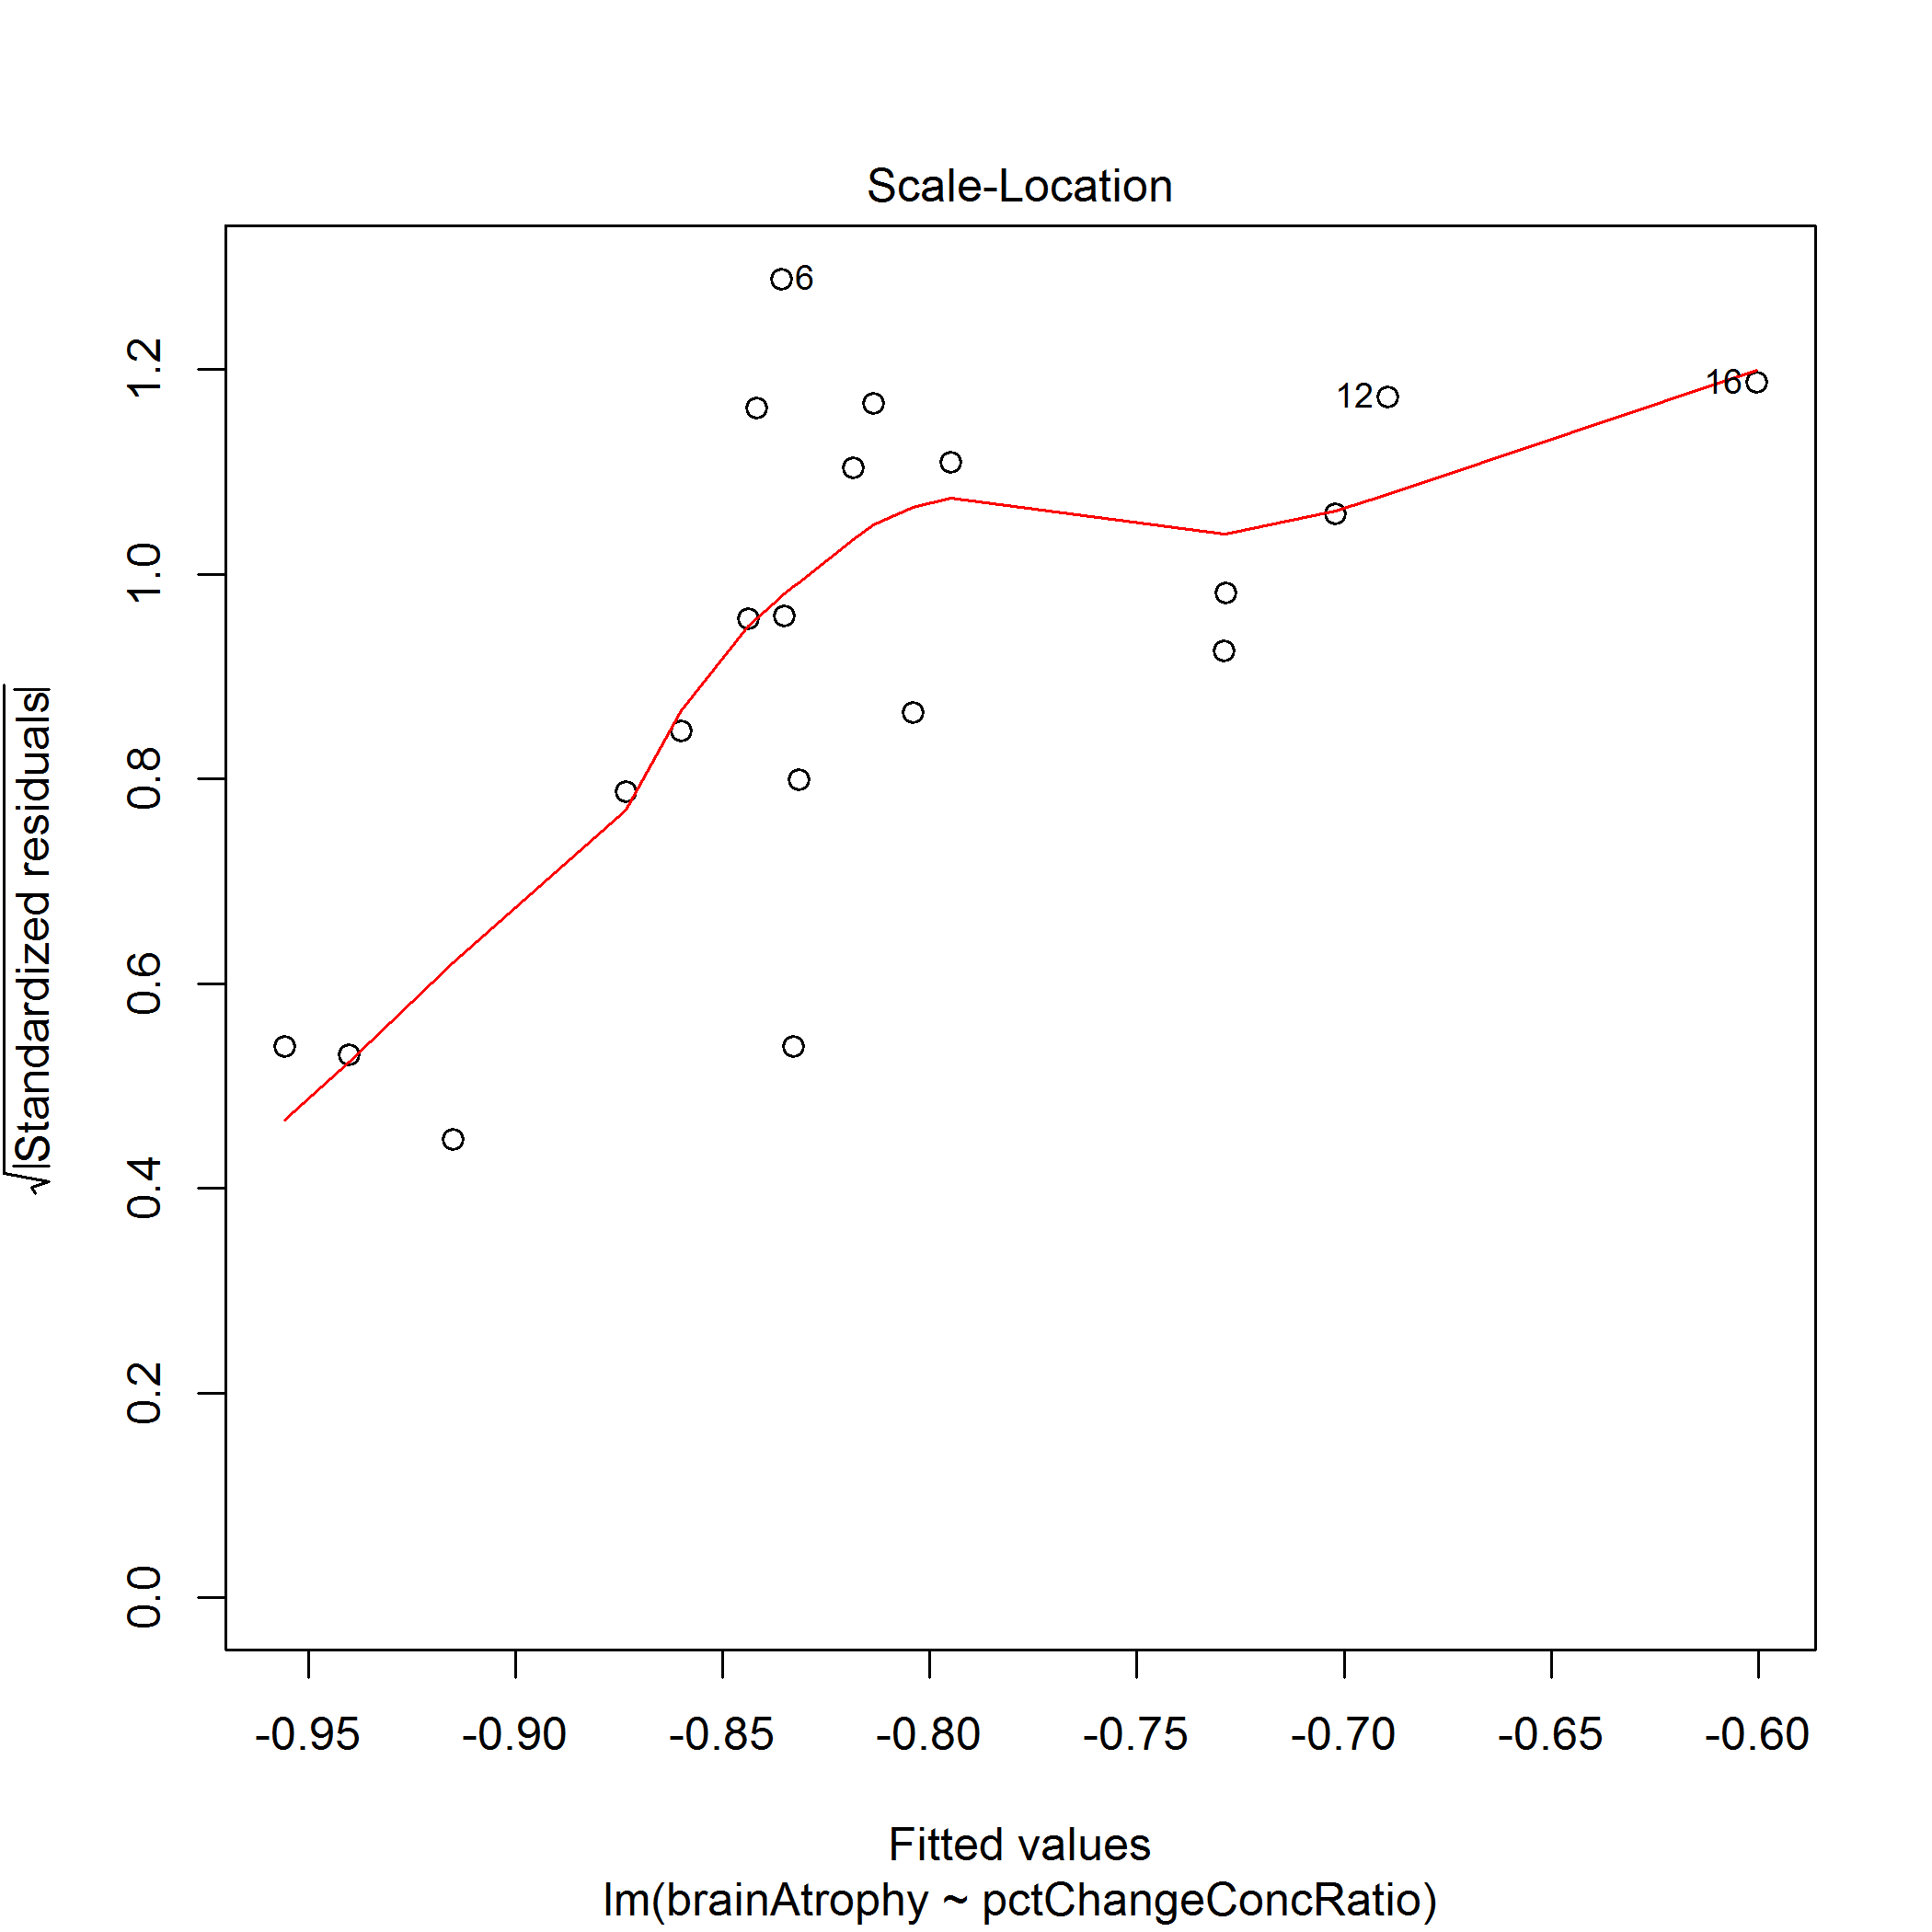 Scale-Location
√|Standardized residuals|
1.2
1.0
0.8
0.6
0.4
0.2
0.0
6
12
16
-0.95 -0.90 -0.85 -0.80 -0.75 -0.70 -0.65 -0.60
Fitted values
lm(brainAtrophy ~ pctChangeConcRatio)